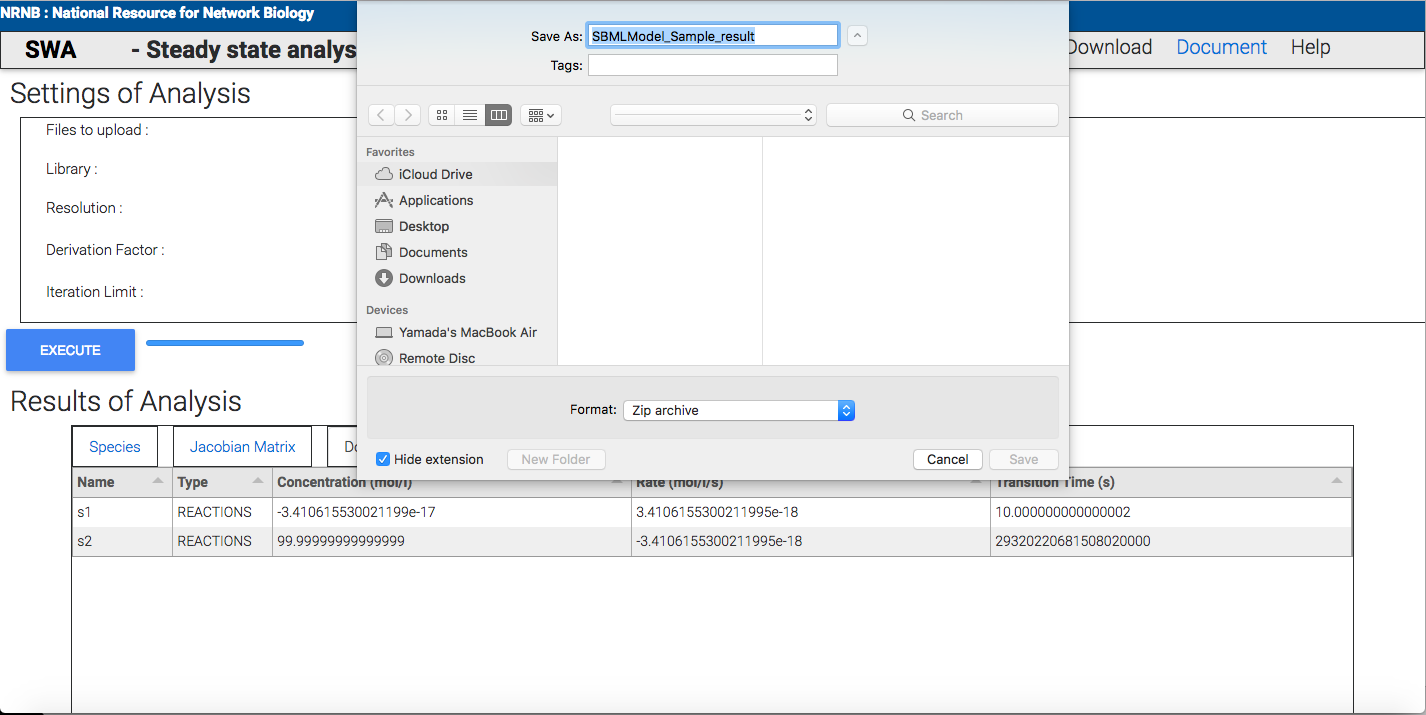 NRNB : National Resource for Network Biology
SWA - Steady state analys
Download Document Help
Save As: SBMLModel_Sample_result
Tags:
Search
Favorites
iCloud Drive
Applications
Desktop
Documents
Downloads
Devices
Yamada's MacBook Air
Remote Disc
Format: Zip archive
Hide extension New Folder Cancel Save
Settings of Analysis
Files to upload :
Library :
Resolution :
Derivation Factor :
Iteration Limit :
EXECUTE
Results of Analysis
Species Jacobian Matrix Do
Name Type Concentration (mol/l) Rate (mol/l/s) Transition Time (s)
s1 REACTIONS -3.410615530021199e-17 3.4106155300211995e-18 10.000000000000002
s2 REACTIONS 99.99999999999999 -3.4106155300211995e-18 29320220681508020000